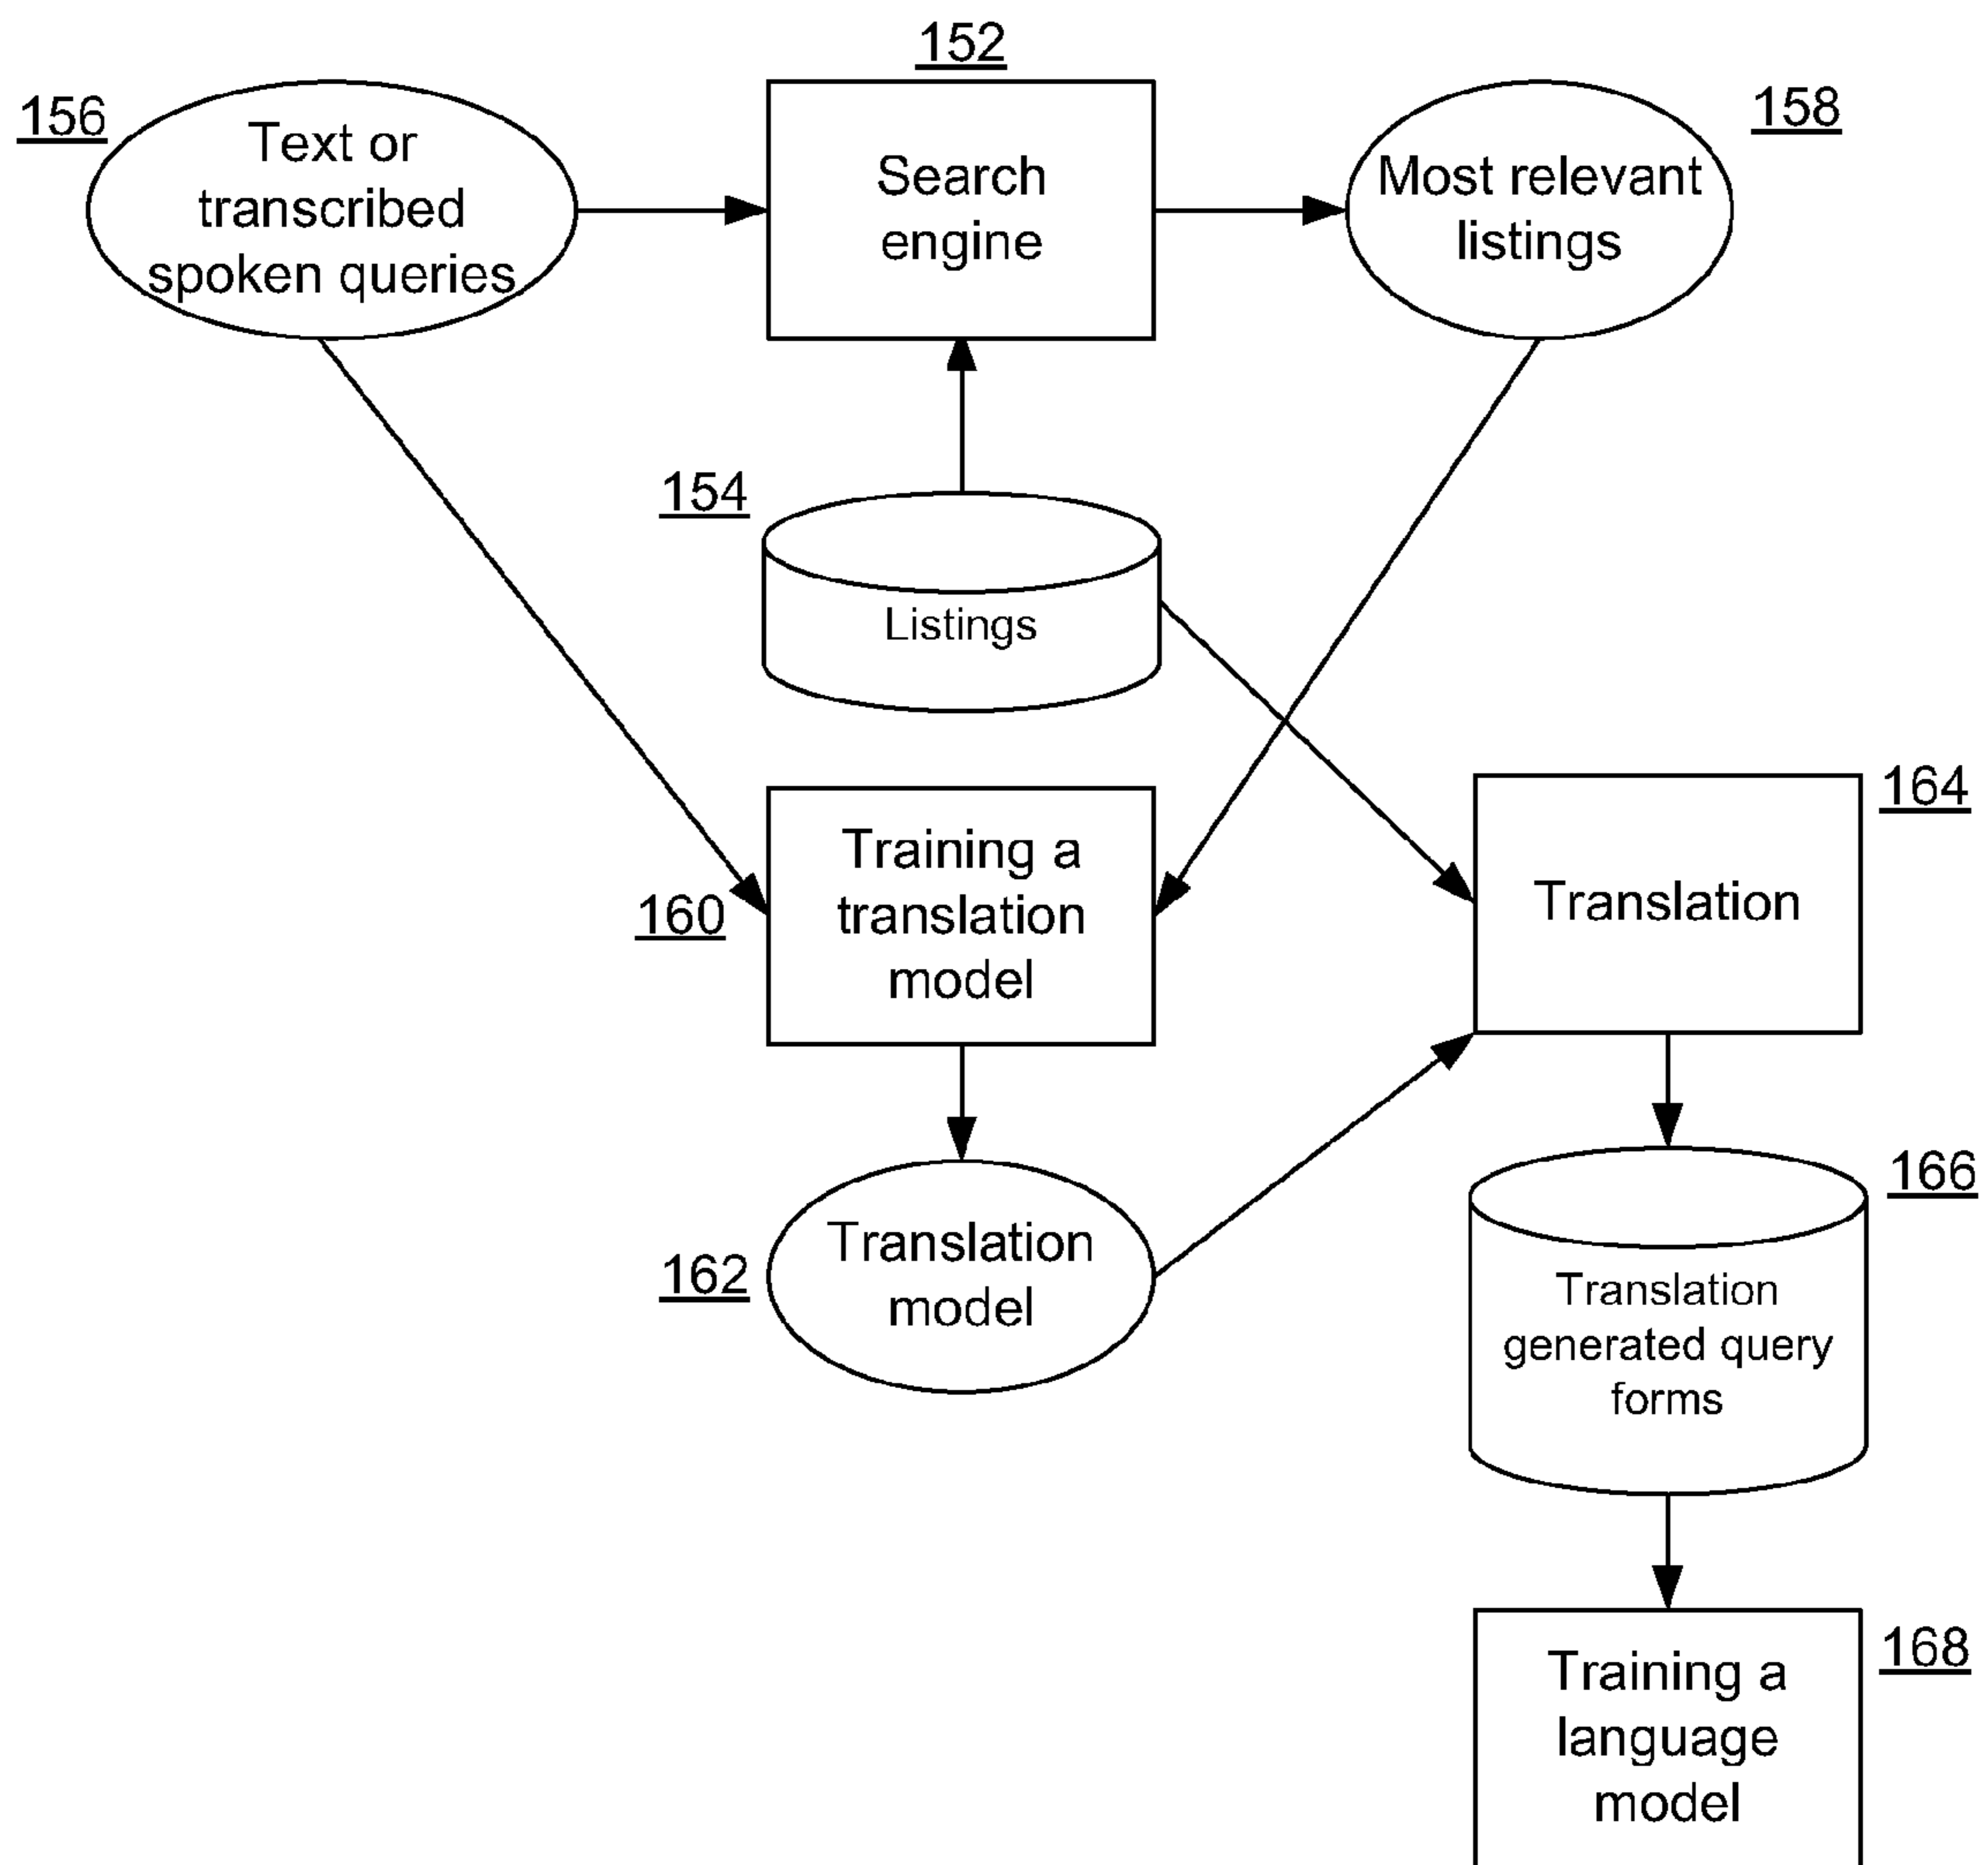 152
156
Text or
transcribed
spoken queries
Search
engine
158
Most relevant
listings
154
Listings
160
Training a
translation
model
164
Translation
162
Translation
model
166
Translation
generated query
forms
168
Training a
language
model